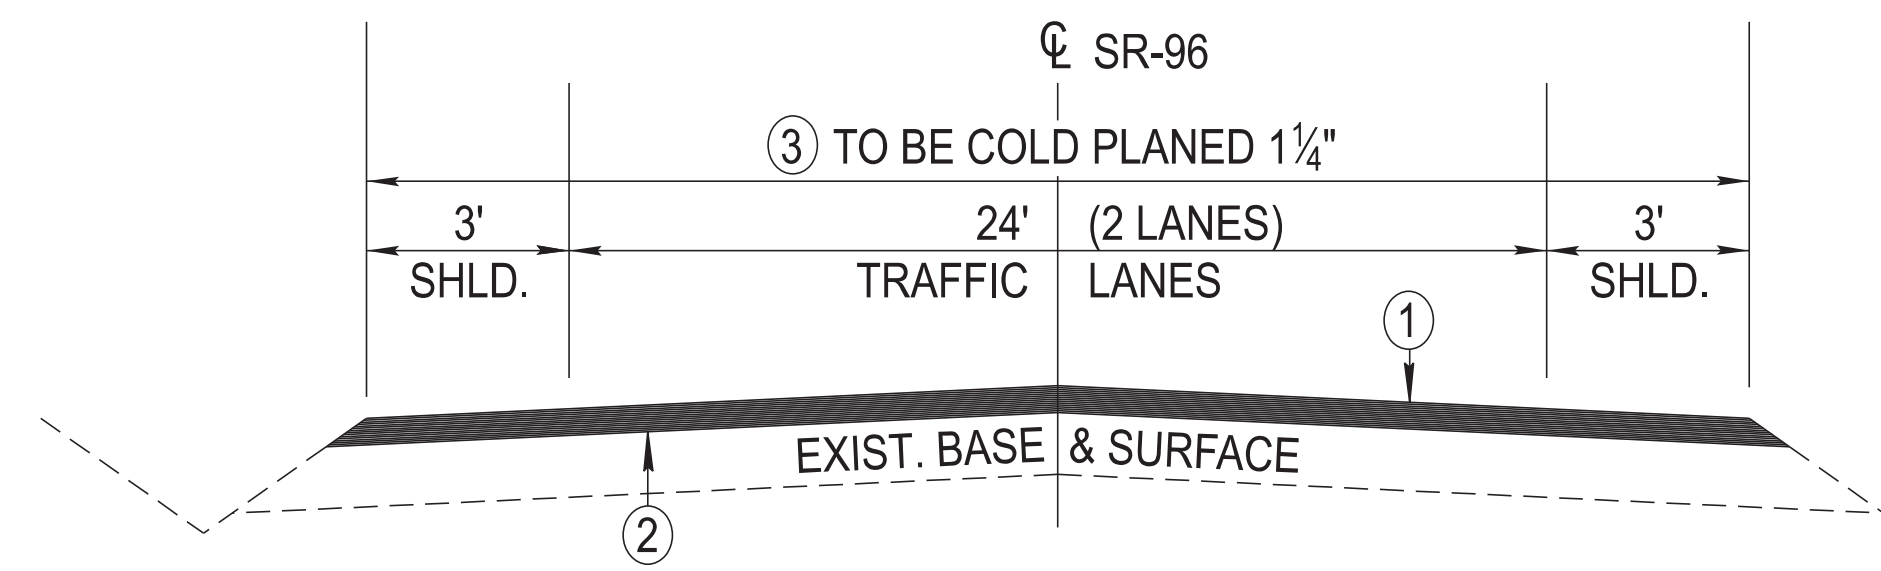 ℄ SR-96
③ TO BE COLD PLANED 1¼"
3' 24' (2 LANES) 3'
SHLD. TRAFFIC LANES SHLD.
①
EXIST. BASE & SURFACE
②